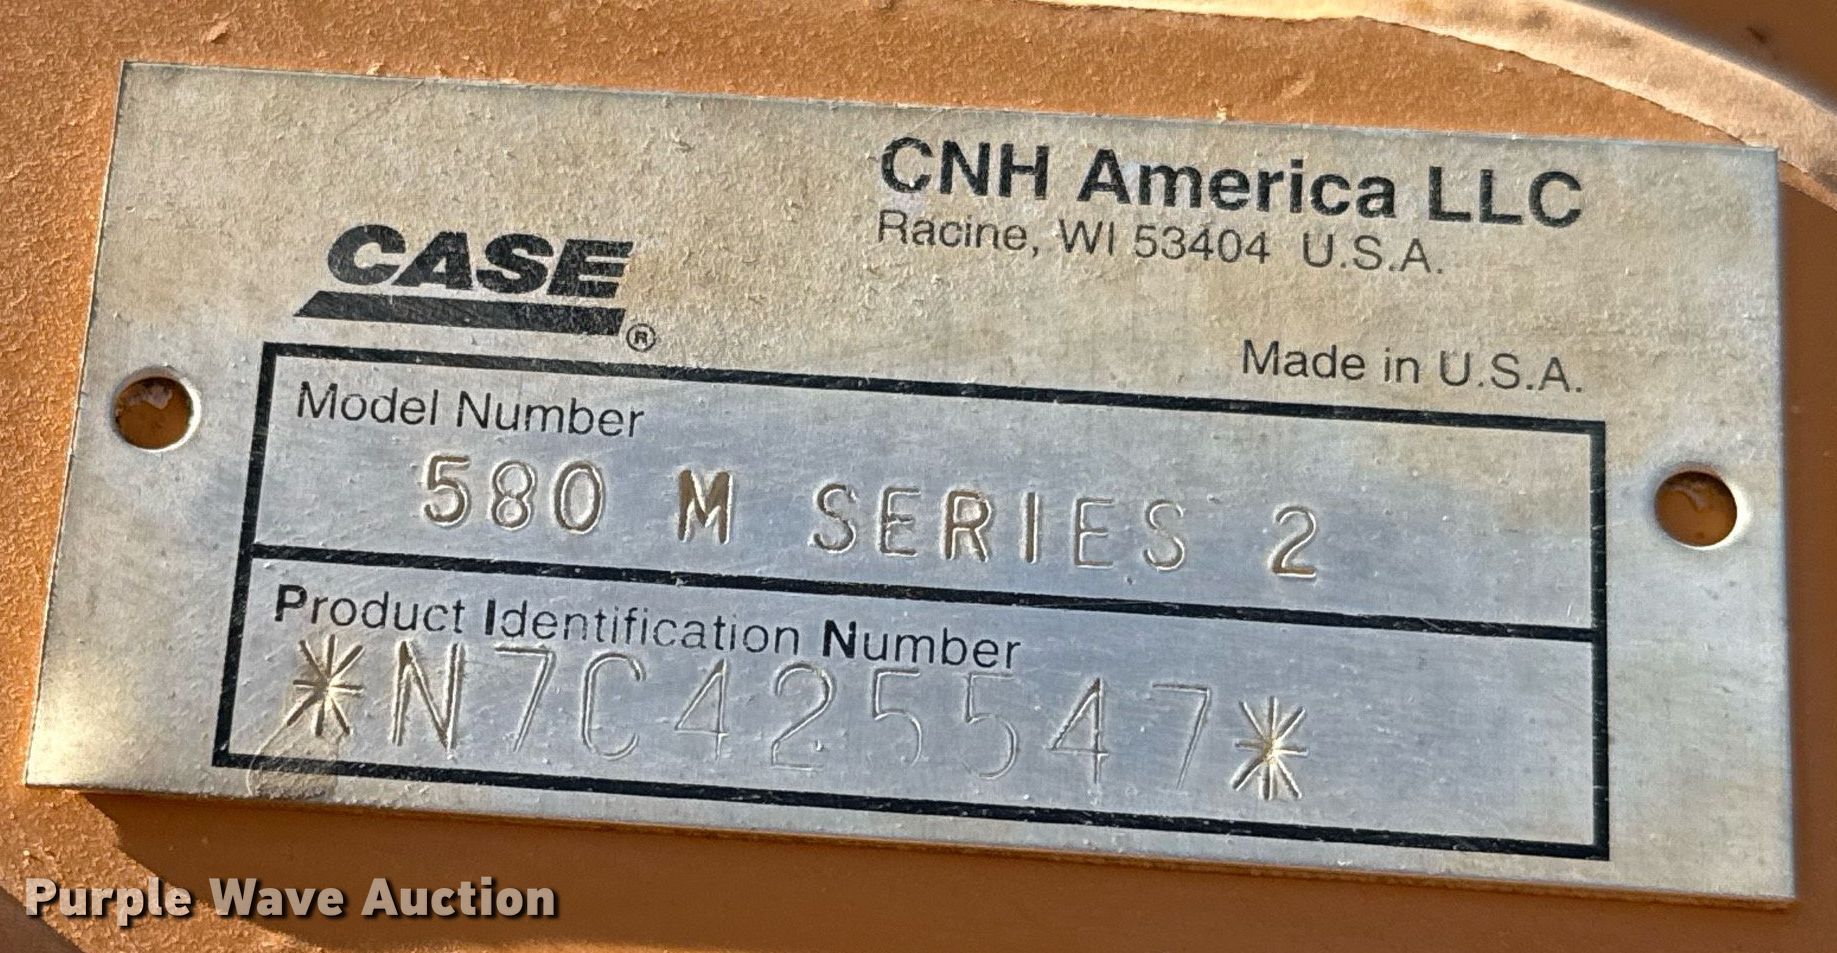 CNH America LLC
Racine, WI 53404 U.S.A.
CASE®
Made in U.S.A.
Model Number
580 M SERIES 2
Product Identification Number
*N7C425547*
Purple Wave Auction